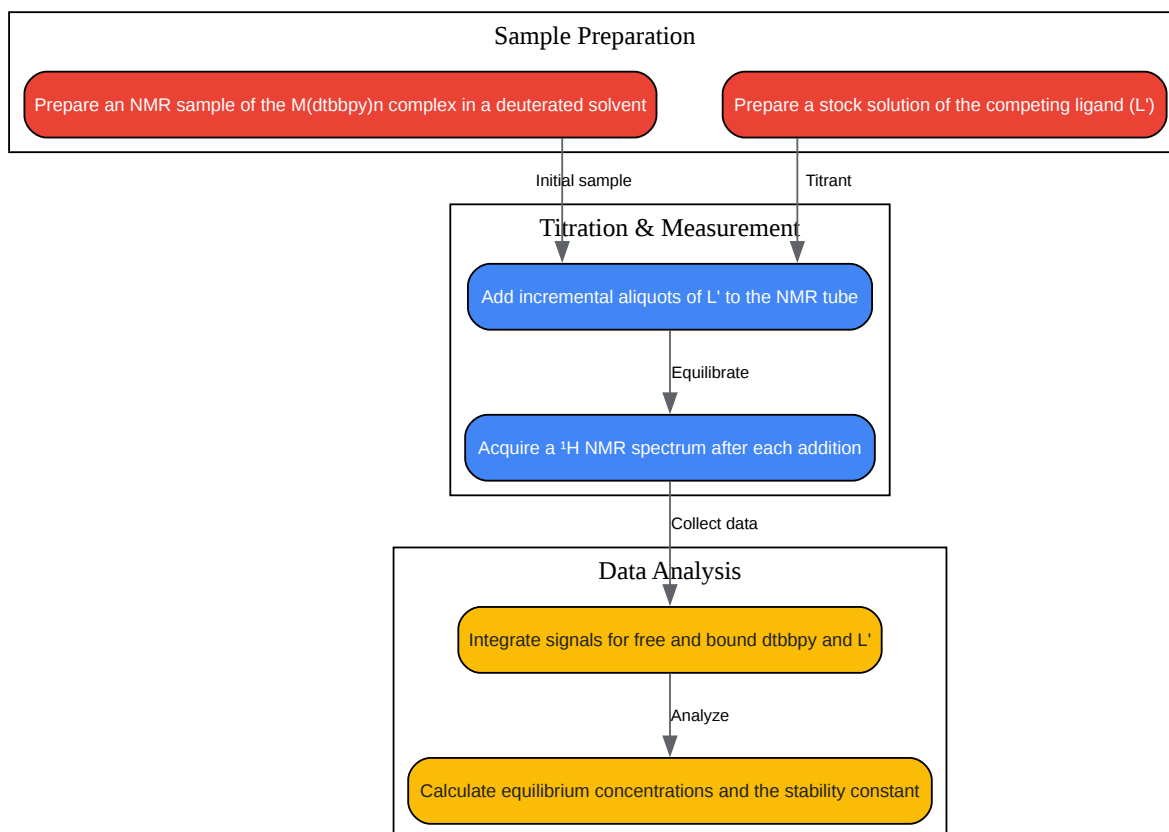 Sample Preparation
Prepare an NMR sample of the M(dtbbpy)n complex in a deuterated solvent
Prepare a stock solution of the competing ligand (L')
Initial sample
Titrant
Titration & Measurement
Add incremental aliquots of L' to the NMR tube
Equilibrate
Acquire a ¹H NMR spectrum after each addition
Collect data
Data Analysis
Integrate signals for free and bound dtbbpy and L'
Analyze
Calculate equilibrium concentrations and the stability constant